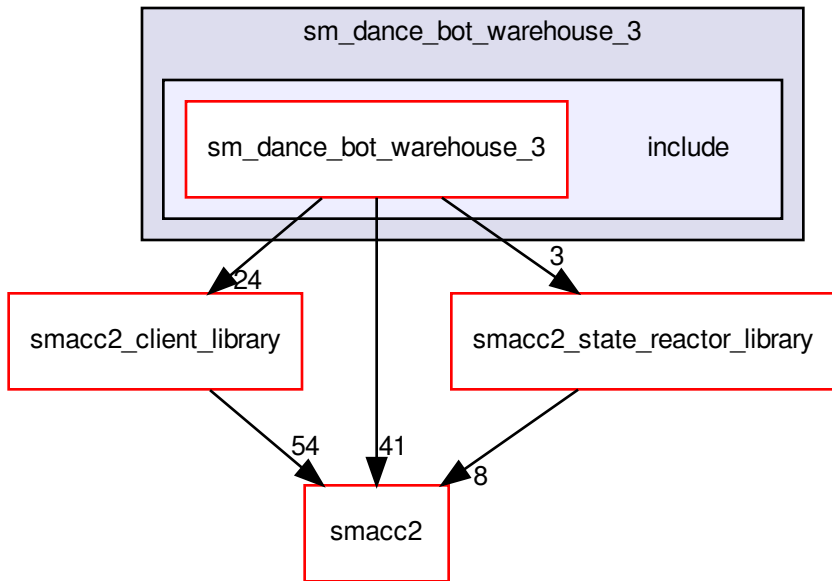 sm_dance_bot_warehouse_3
sm_dance_bot_warehouse_3
include
24
3
smacc2_client_library
smacc2_state_reactor_library
54
41
8
smacc2